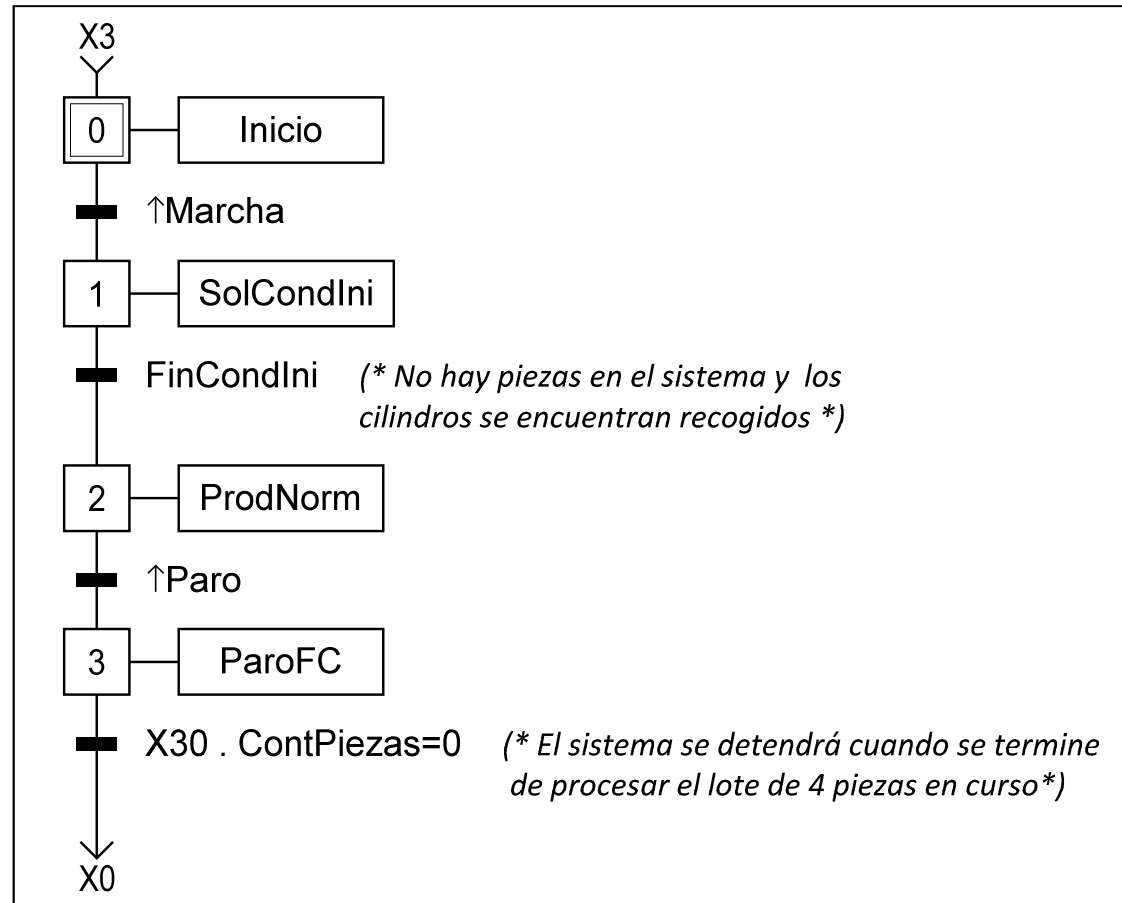 X3
0
Inicio
↑Marcha
1
SolCondIni
FinCondIni
(* No hay piezas en el sistema y los
cilindros se encuentran recogidos *)
2
ProdNorm
↑Paro
3
ParoFC
X30 . ContPiezas=0
(* El sistema se detendrá cuando se termine
de procesar el lote de 4 piezas en curso*)
X0